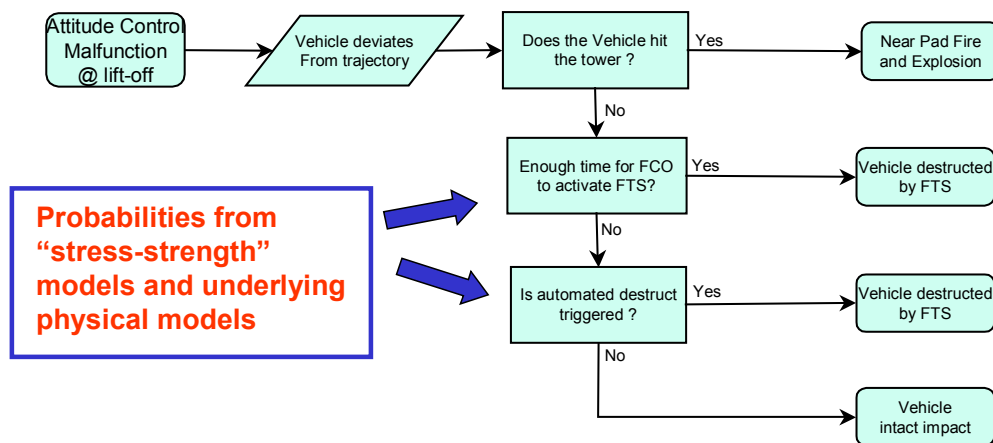 Attitude Control
Malfunction
@ lift-off
Vehicle deviates
From trajectory
Does the Vehicle hit
the tower ?
Yes
Near Pad Fire
and Explosion
No
Enough time for FCO
to activate FTS?
Yes
Vehicle destructed
by FTS
Probabilities from
“stress-strength”
models and underlying
physical models
No
Is automated destruct
triggered ?
Yes
Vehicle destructed
by FTS
No
Vehicle
intact impact